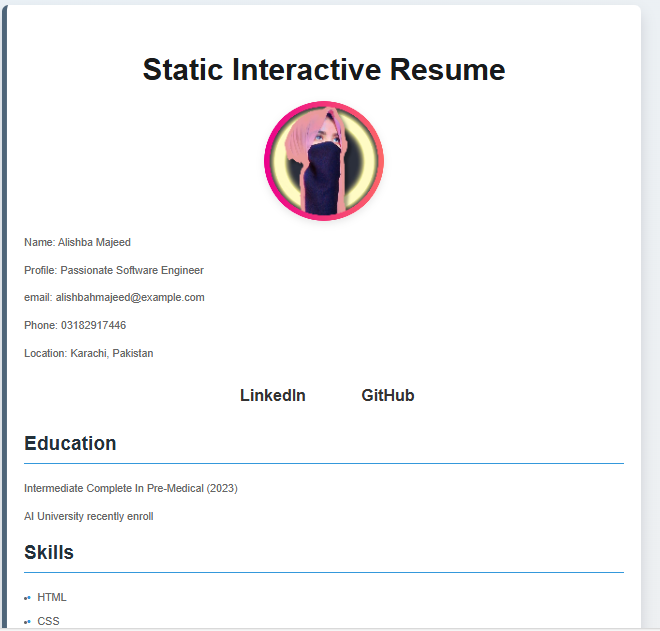 Static Interactive Resume
Name: Alishba Majeed
Profile: Passionate Software Engineer
email: alishbahmajeed@example.com
Phone: 03182917446
Location: Karachi, Pakistan
LinkedIn GitHub
Education
Intermediate Complete In Pre-Medical (2023)
AI University recently enroll
Skills
HTML
CSS